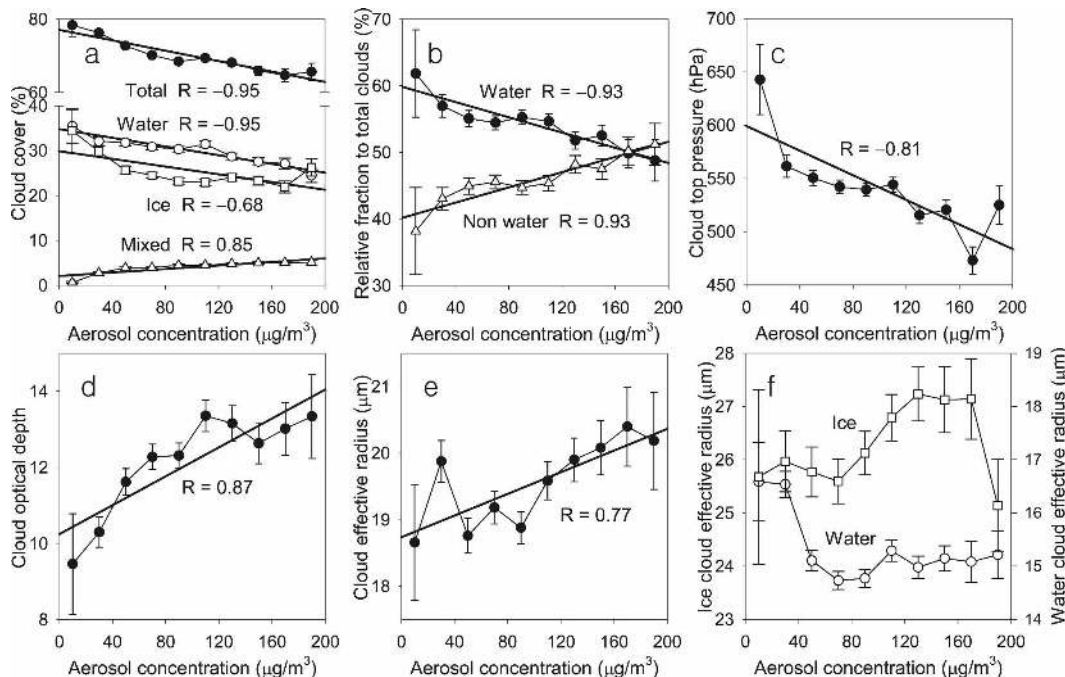 a
Cloud cover (%)
80
60
40
30
20
10
0
Total R = −0.95
Water R = −0.95
Ice R = −0.68
Mixed R = 0.85
0 40 80 120 160 200
Aerosol concentration (μg/m³)
b
Relative fraction to total clouds (%)
70
60
50
40
30
Water R = −0.93
Non water R = 0.93
0 40 80 120 160 200
Aerosol concentration (μg/m³)
c
Cloud top pressure (hPa)
700
650
600
550
500
450
R = −0.81
0 40 80 120 160 200
Aerosol concentration (μg/m³)
d
Cloud optical depth
14
12
10
8
R = 0.87
0 40 80 120 160 200
Aerosol concentration (μg/m³)
e
Cloud effective radius (μm)
21
20
19
18
R = 0.77
0 40 80 120 160 200
Aerosol concentration (μg/m³)
f
Ice cloud effective radius (μm)
28
27
26
25
24
23
Ice
Water
19
18
17
16
15
14
Water cloud effective radius (μm)
0 40 80 120 160 200
Aerosol concentration (μg/m³)